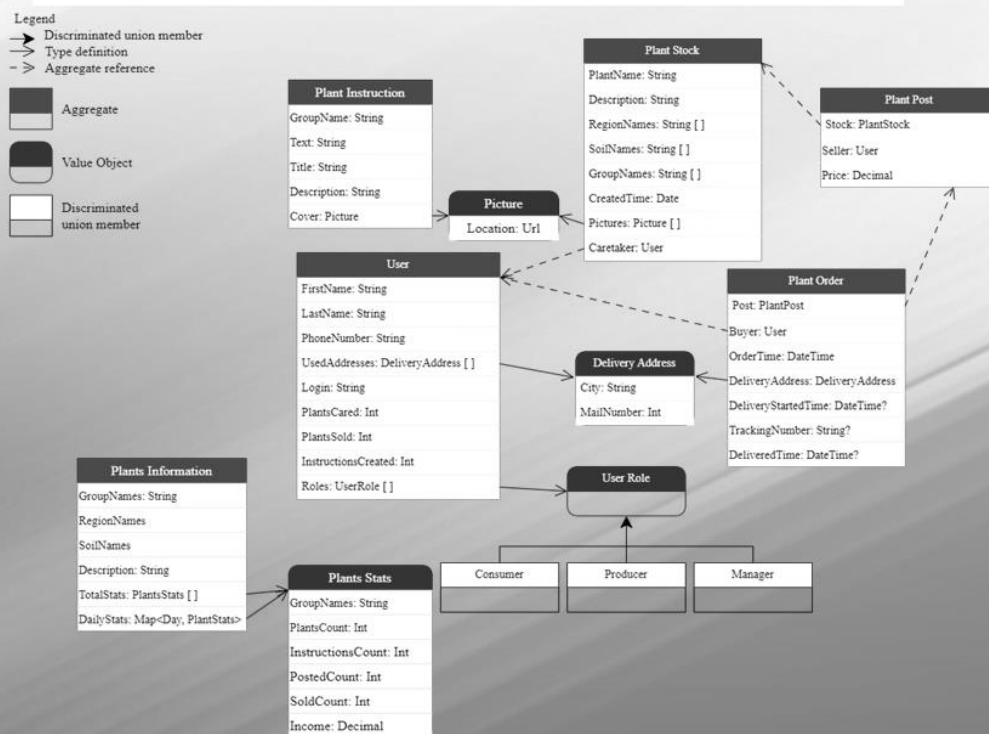 Legend
Discriminated union member
Type definition
Aggregate reference
Aggregate
Value Object
Discriminated
union member
Plant Instruction
GroupName: String
Text: String
Title: String
Description: String
Cover: Picture
Picture
Location: Url
Plant Stock
PlantName: String
Description: String
RegionNames: String [ ]
SoilNames: String [ ]
GroupNames: String [ ]
CreatedTime: Date
Pictures: Picture [ ]
Caretaker: User
Plant Post
Stock: PlantStock
Seller: User
Price: Decimal
User
FirstName: String
LastName: String
PhoneNumber: String
UsedAddresses: DeliveryAddress [ ]
Login: String
PlantsCared: Int
PlantsSold: Int
InstructionsCreated: Int
Roles: UserRole [ ]
Delivery Address
City: String
MailNumber: Int
Plant Order
Post: PlantPost
Buyer: User
OrderTime: DateTime
DeliveryAddress: DeliveryAddress
DeliveryStartedTime: DateTime?
TrackingNumber: String?
DeliveredTime: DateTime?
User Role
Consumer
Producer
Manager
Plants Information
GroupNames: String
RegionNames
SoilNames
Description: String
TotalStats: PlantsStats [ ]
DailyStats: Map<Day, PlantStats>
Plants Stats
GroupNames: String
PlantsCount: Int
InstructionsCount: Int
PostedCount: Int
SoldCount: Int
Income: Decimal